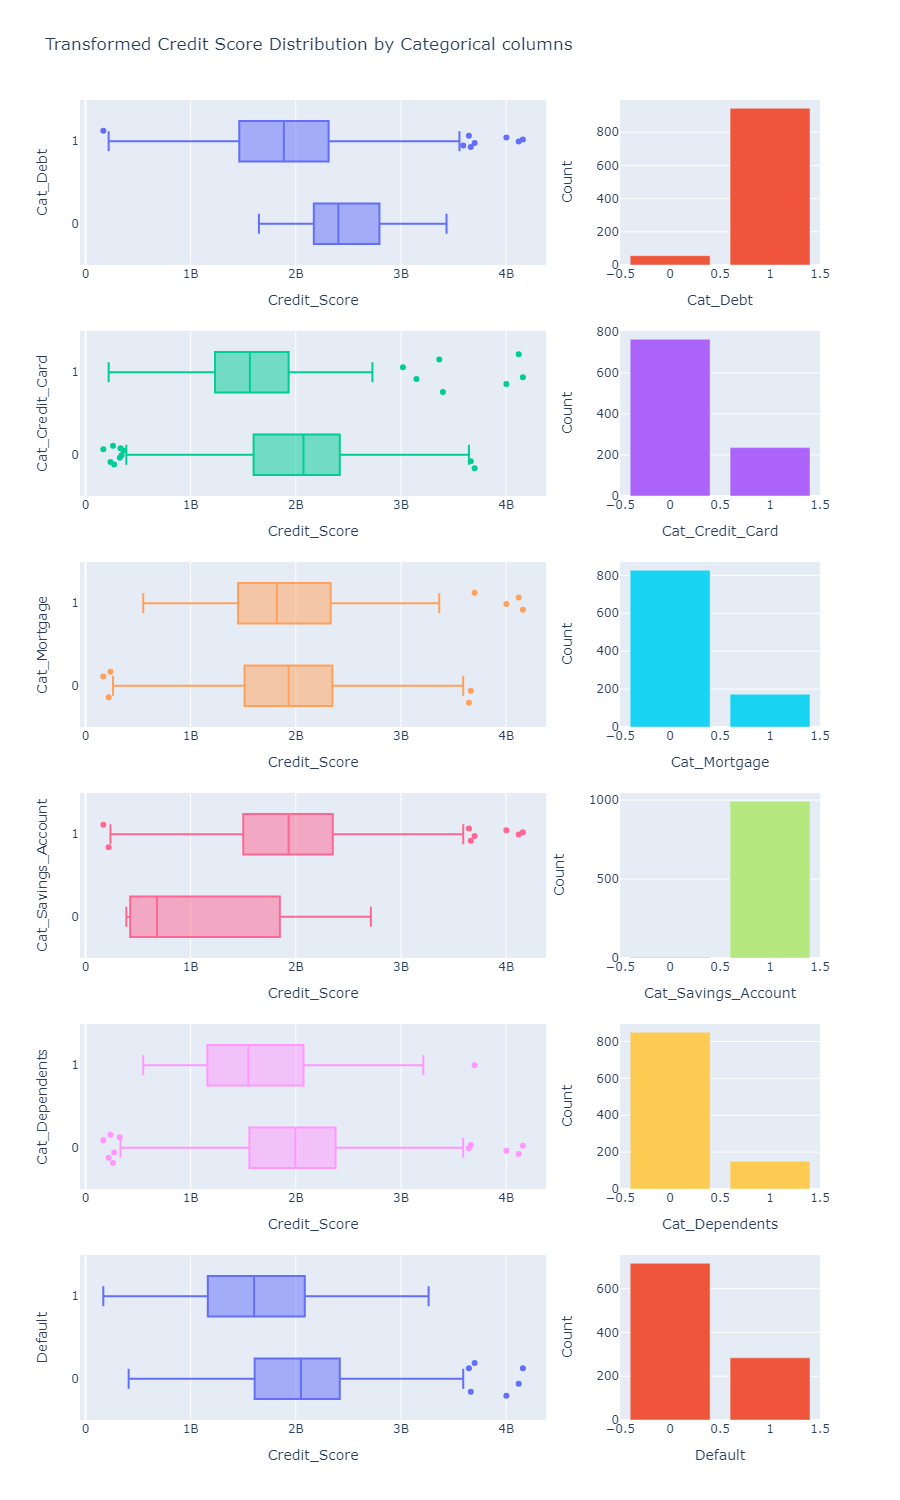 Transformed Credit Score Distribution by Categorical columns
Cat_Debt
1
0
0 1B 2B 3B 4B
Credit_Score
Count
800
600
400
200
0
−0.5 0 0.5 1 1.5
Cat_Debt
Cat_Credit_Card
1
0
0 1B 2B 3B 4B
Credit_Score
Count
800
600
400
200
0
−0.5 0 0.5 1 1.5
Cat_Credit_Card
Cat_Mortgage
1
0
0 1B 2B 3B 4B
Credit_Score
Count
800
600
400
200
0
−0.5 0 0.5 1 1.5
Cat_Mortgage
Cat_Savings_Account
1
0
0 1B 2B 3B 4B
Credit_Score
Count
1000
500
0
−0.5 0 0.5 1 1.5
Cat_Savings_Account
Cat_Dependents
1
0
0 1B 2B 3B 4B
Credit_Score
Count
800
600
400
200
0
−0.5 0 0.5 1 1.5
Cat_Dependents
Default
1
0
0 1B 2B 3B 4B
Credit_Score
Count
600
400
200
0
−0.5 0 0.5 1 1.5
Default